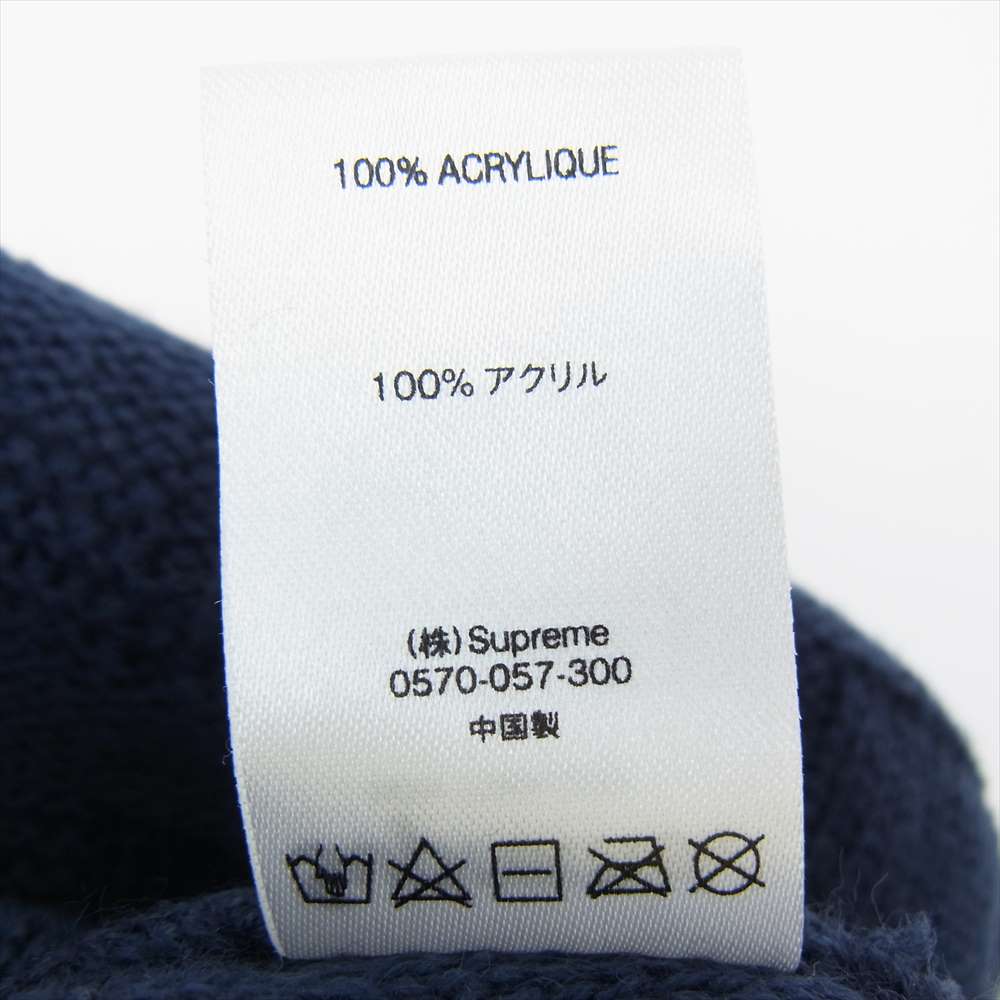 100% ACRYLIQUE
100% アクリル
(株) Supreme
0570-057-300
中国製